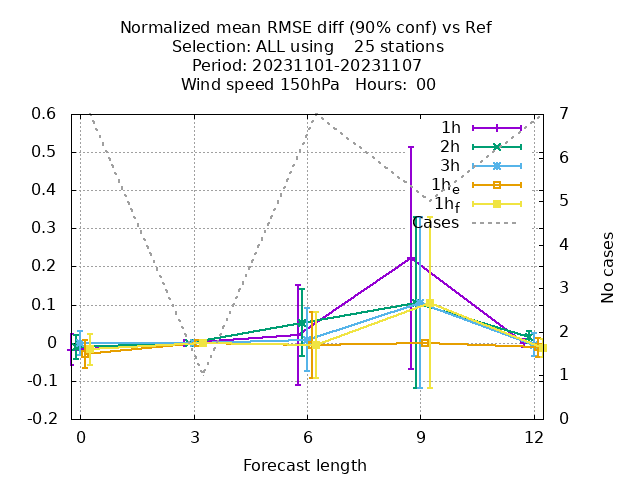 Normalized mean RMSE diff (90% conf) vs Ref
Selection: ALL using    25 stations
Period: 20231101-20231107
Wind speed 150hPa   Hours: 00
0.6
0.5
0.4
0.3
0.2
0.1
0
-0.1
-0.2
7
6
5
4
3
2
1
0
No cases
1h
2h
3h
1he
1hf
Cases
0 3 6 9 12
Forecast length